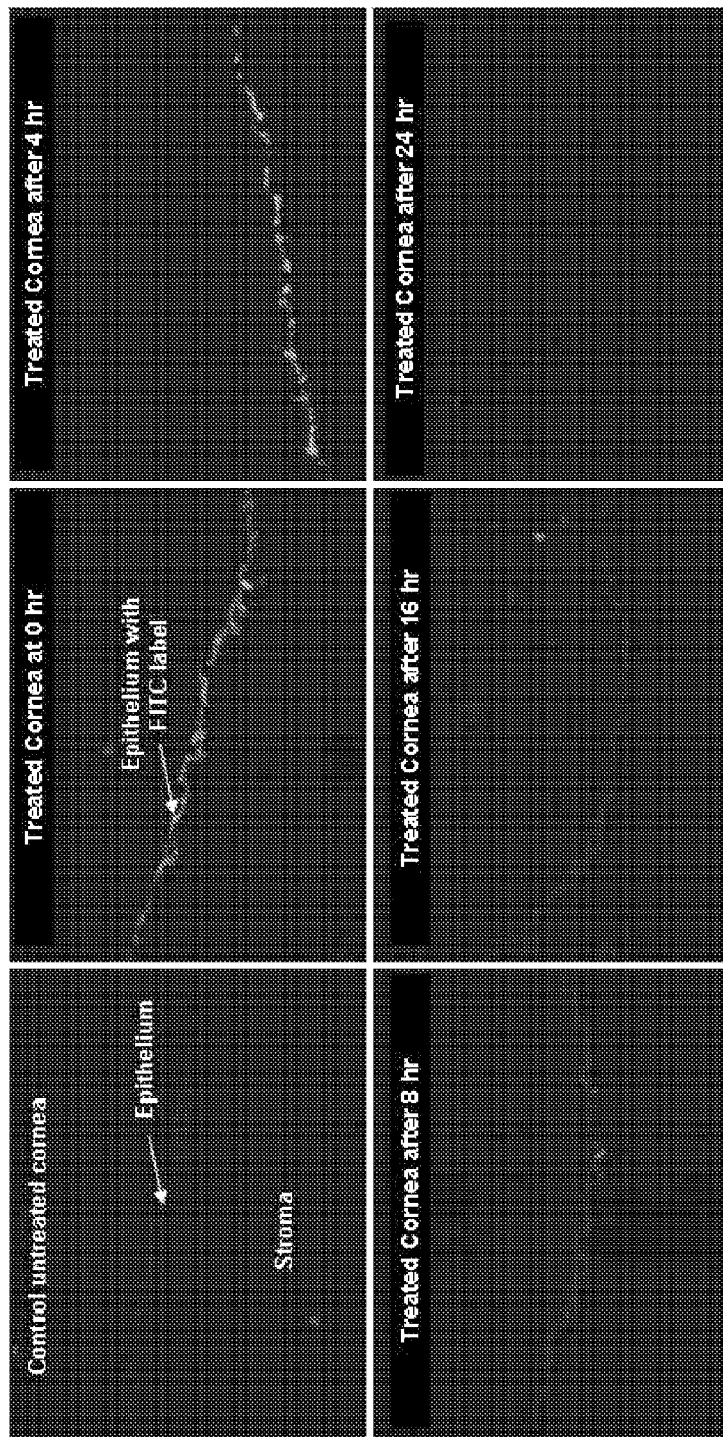 Control untreated cornea
Epithelium
Stroma
Treated Cornea at 0 hr
Epithelium with
FITC label
Treated Cornea after 4 hr
Treated Cornea after 8 hr
Treated Cornea after 16 hr
Treated Cornea after 24 hr